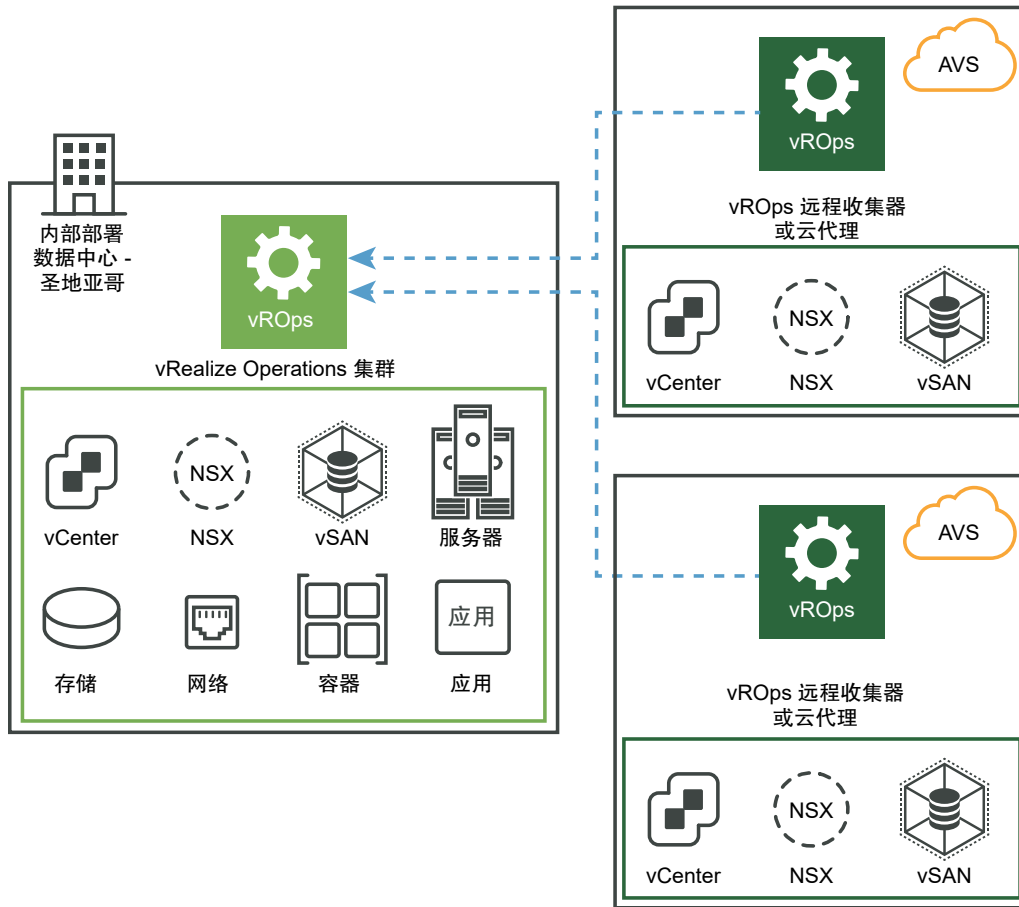 内部部署
数据中心 -
圣地亚哥
vROps
vRealize Operations 集群
NSX
vCenter
NSX
vSAN
服务器
应用
存储
网络
容器
应用
AVS
vROps
vROps 远程收集器
或云代理
NSX
vCenter
NSX
vSAN
AVS
vROps
vROps 远程收集器
或云代理
NSX
vCenter
NSX
vSAN